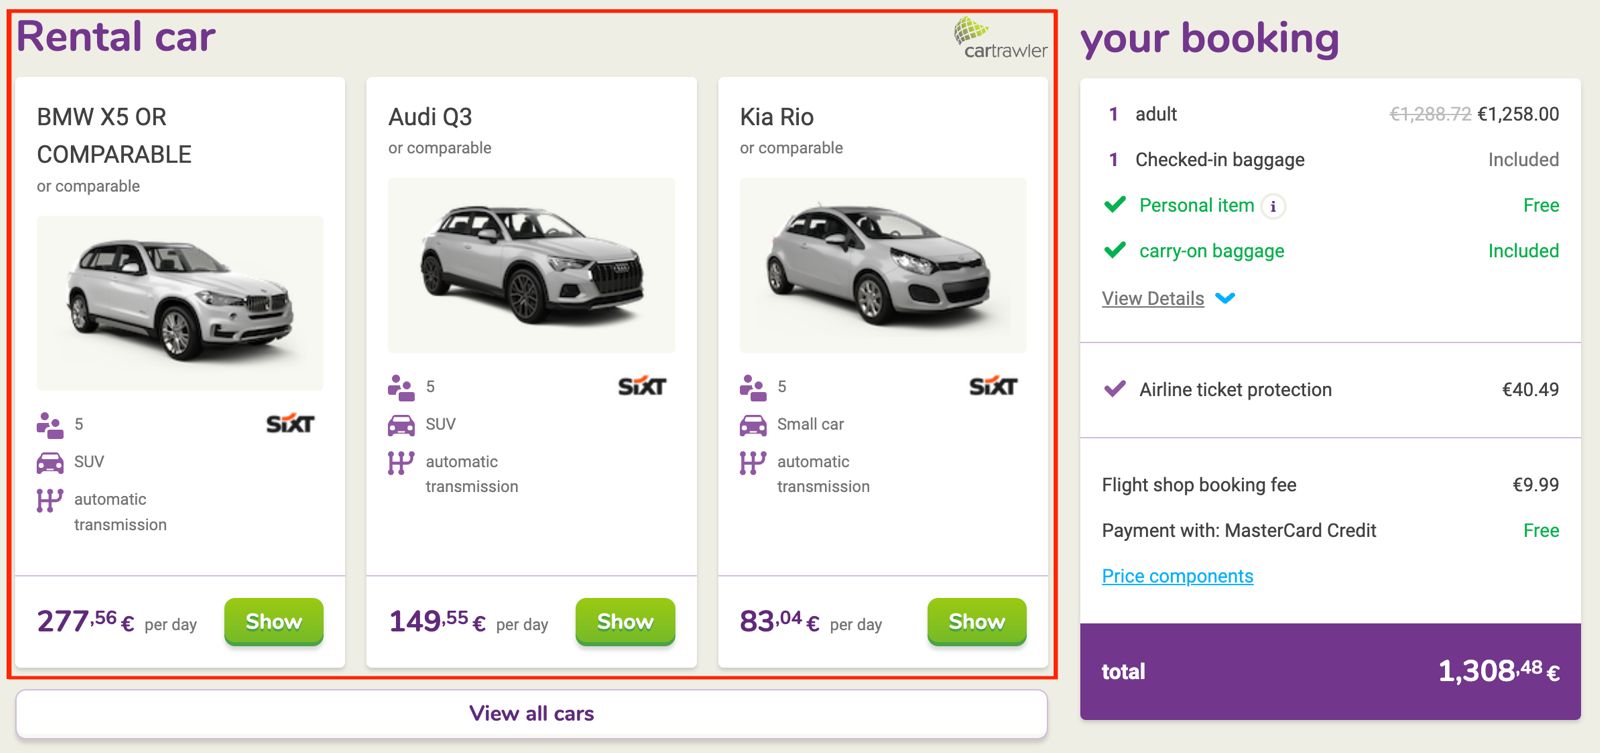 Rental car
cartrawler
BMW X5 OR
COMPARABLE
or comparable
5
SIXT
SUV
automatic
transmission
277,56 € per day
Show
Audi Q3
or comparable
5
SIXT
SUV
automatic
transmission
149,55 € per day
Show
Kia Rio
or comparable
5
SIXT
Small car
automatic
transmission
83,04 € per day
Show
View all cars
your booking
1 adult €1,288.72 €1,258.00
1 Checked-in baggage Included
Personal item i Free
carry-on baggage Included
View Details
Airline ticket protection €40.49
Flight shop booking fee €9.99
Payment with: MasterCard Credit Free
Price components
total 1,308,48 €